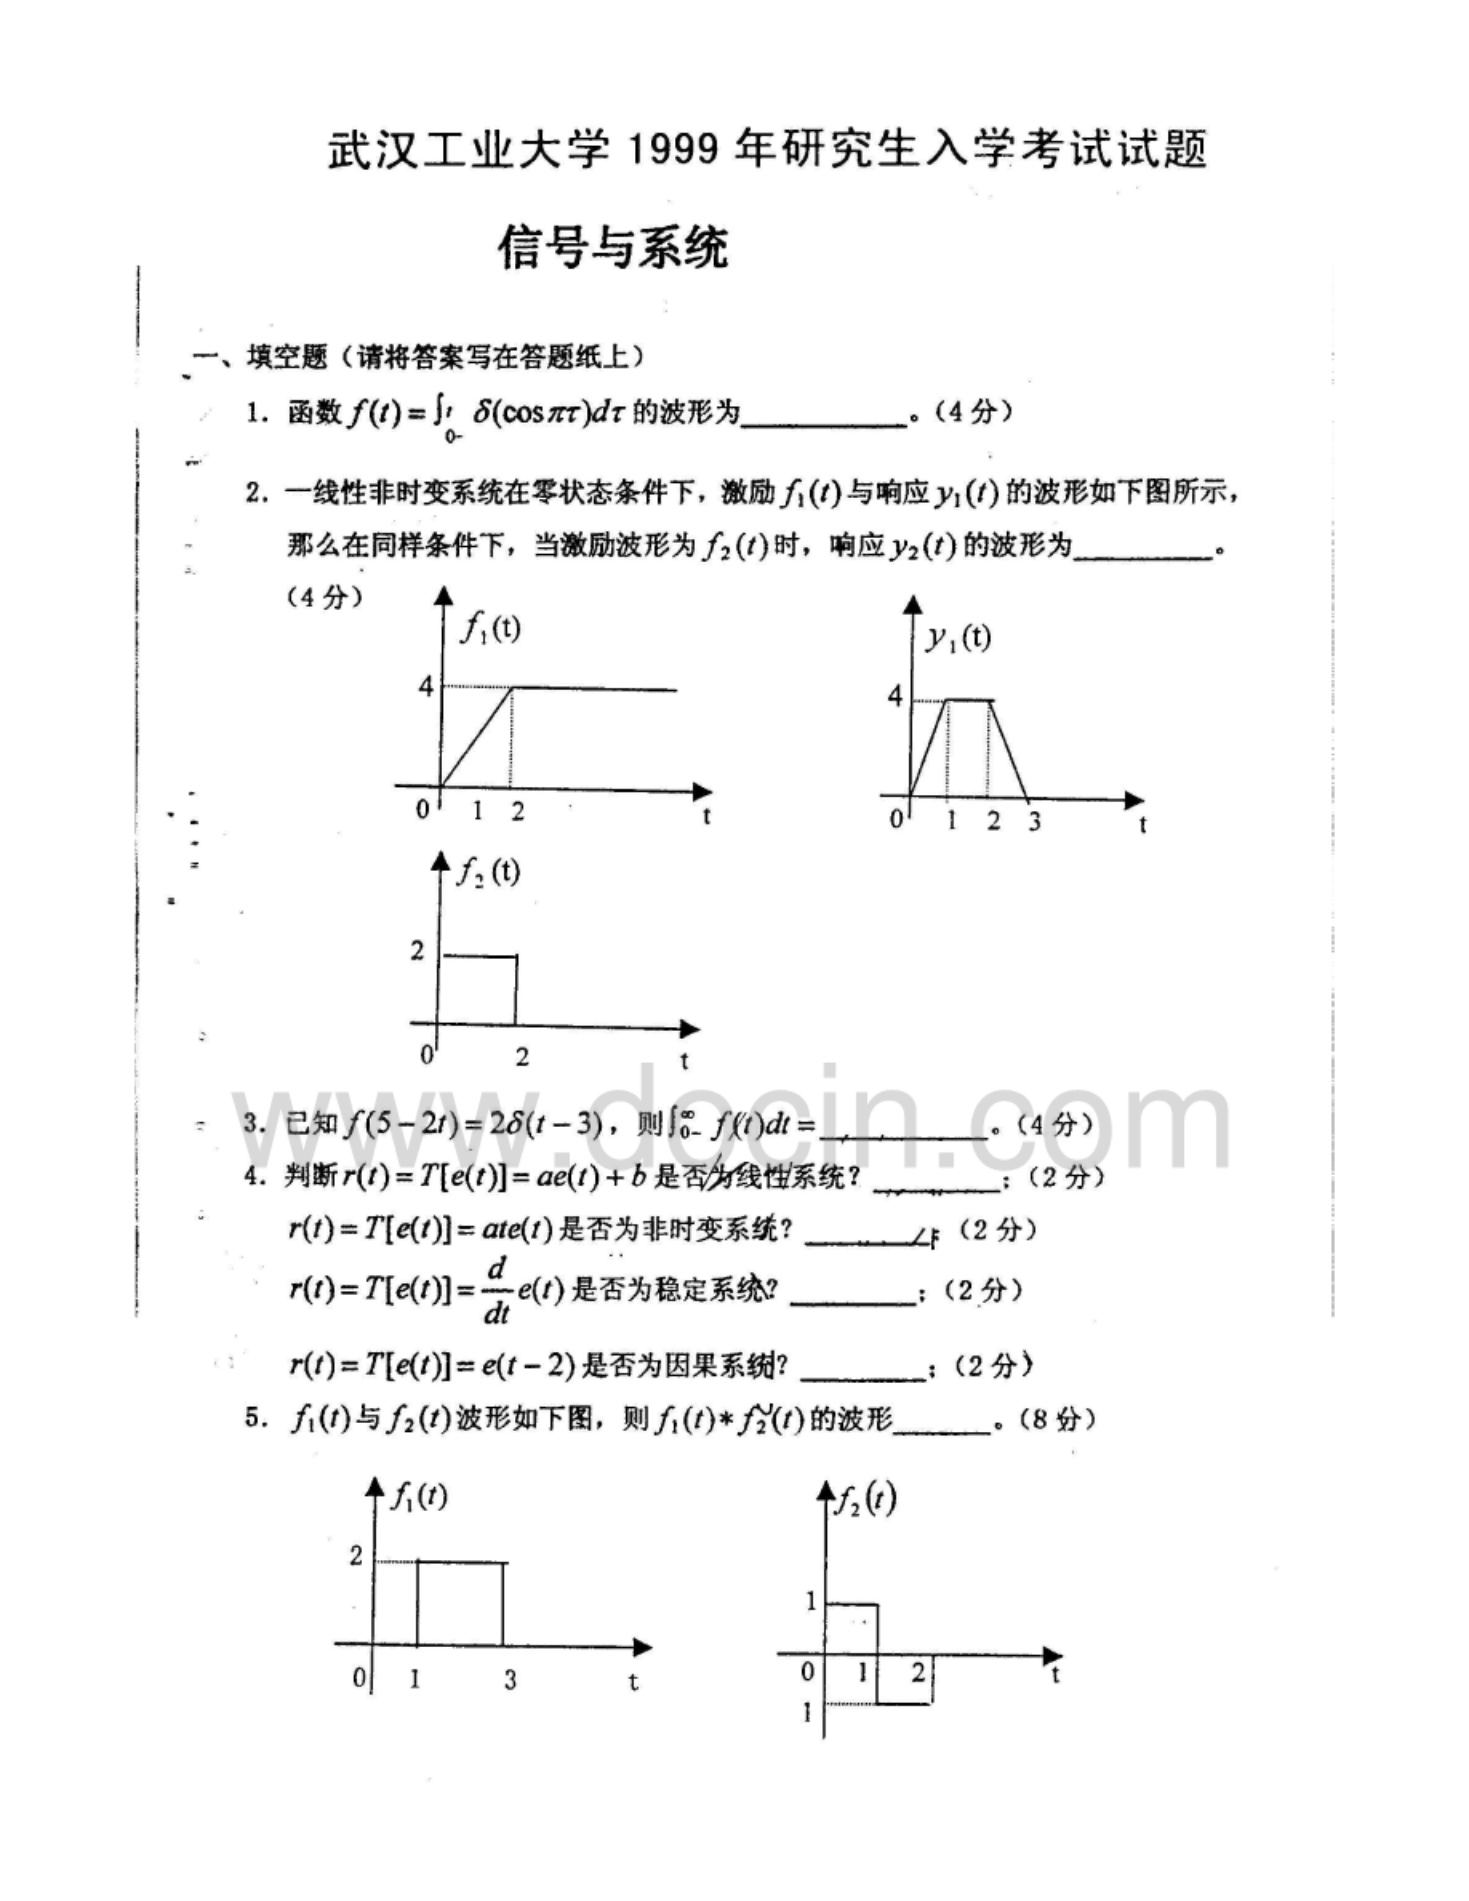 武汉工业大学 1999 年研究生入学考试试题
信号与系统
一、填空题（请将答案写在答题纸上）
1. 函数 f(t) = ∫_{0-}^{t} δ(cosπτ)dτ 的波形为____________。（4 分）
2. 一线性非时变系统在零状态条件下，激励 f₁(t) 与响应 y₁(t) 的波形如下图所示，
那么在同样条件下，当激励波形为 f₂(t) 时，响应 y₂(t) 的波形为__________。
（4 分）
f₁(t)
4
0 1 2 t
y₁(t)
4
0 1 2 3 t
f₂(t)
2
0 2 t
www.docin.com
3. 已知 f(5－2t) = 2δ(t－3)，则 ∫_{0-}^{∞} f(t)dt = ____________。（4 分）
4. 判断 r(t) = T[e(t)] = ae(t) + b 是否为线性系统？_________；（2 分）
r(t) = T[e(t)] = ate(t) 是否为非时变系统？_________；（2 分）
r(t) = T[e(t)] = d/dt e(t) 是否为稳定系统？_________；（2 分）
r(t) = T[e(t)] = e(t－2) 是否为因果系统？_________；（2 分）
5. f₁(t) 与 f₂(t) 波形如下图，则 f₁(t) * f₂(t) 的波形_______。（8 分）
f₁(t)
2
0 1 3 t
f₂(t)
1
0 1 2 t
1